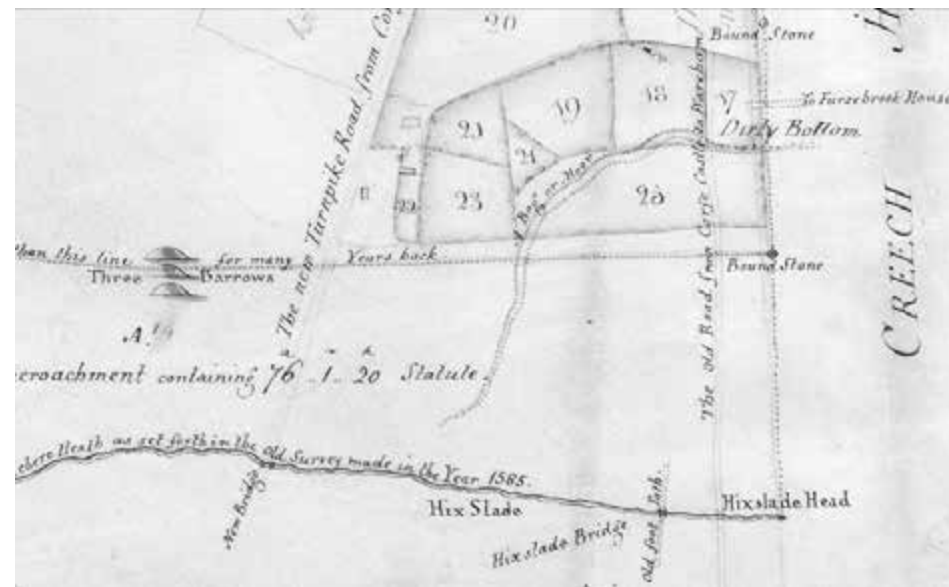 20
Bound Stone
The new Turnpike Road from
21
19
18
17
To Furzebrook House
Dirty Bottom
21
22
23
A Bog or Moor
The old Road from Corfe Castle to Wareham
than this line for many Years back
Three Barrows
Bound Stone
CREECH
A.
croachment containing 76 - 1 - 20 Statute.
Heath as set forth in the old Survey made in the Year 1585.
New Bridge
Hix Slade
Hixslade Bridge
Old foot Path
Hixslade Head